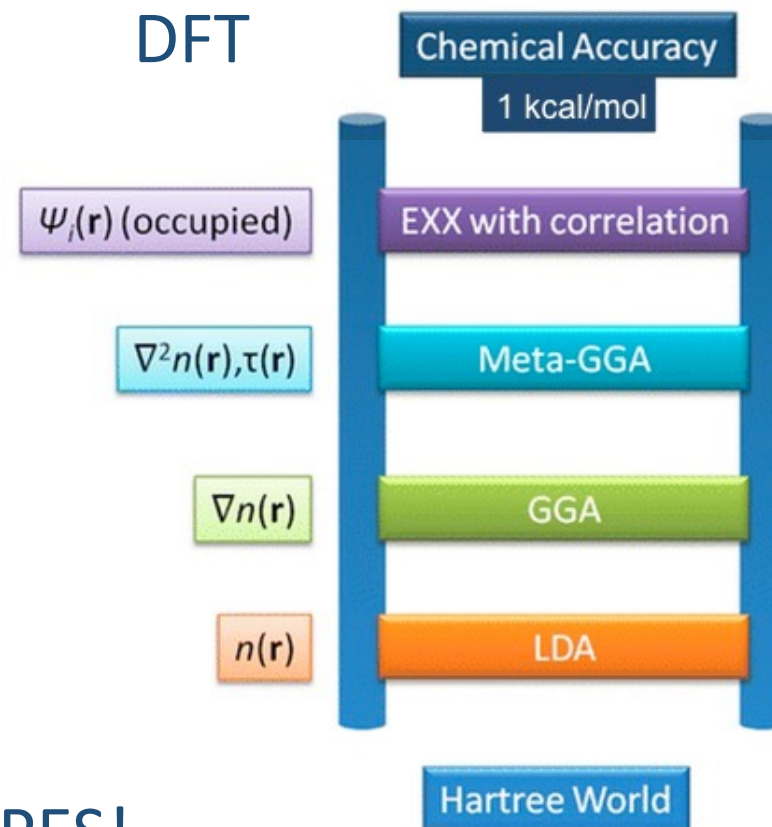 DFT
Chemical Accuracy
1 kcal/mol
Ψi(r) (occupied)
EXX with correlation
∇²n(r),τ(r)
Meta-GGA
∇n(r)
GGA
n(r)
LDA
Hartree World